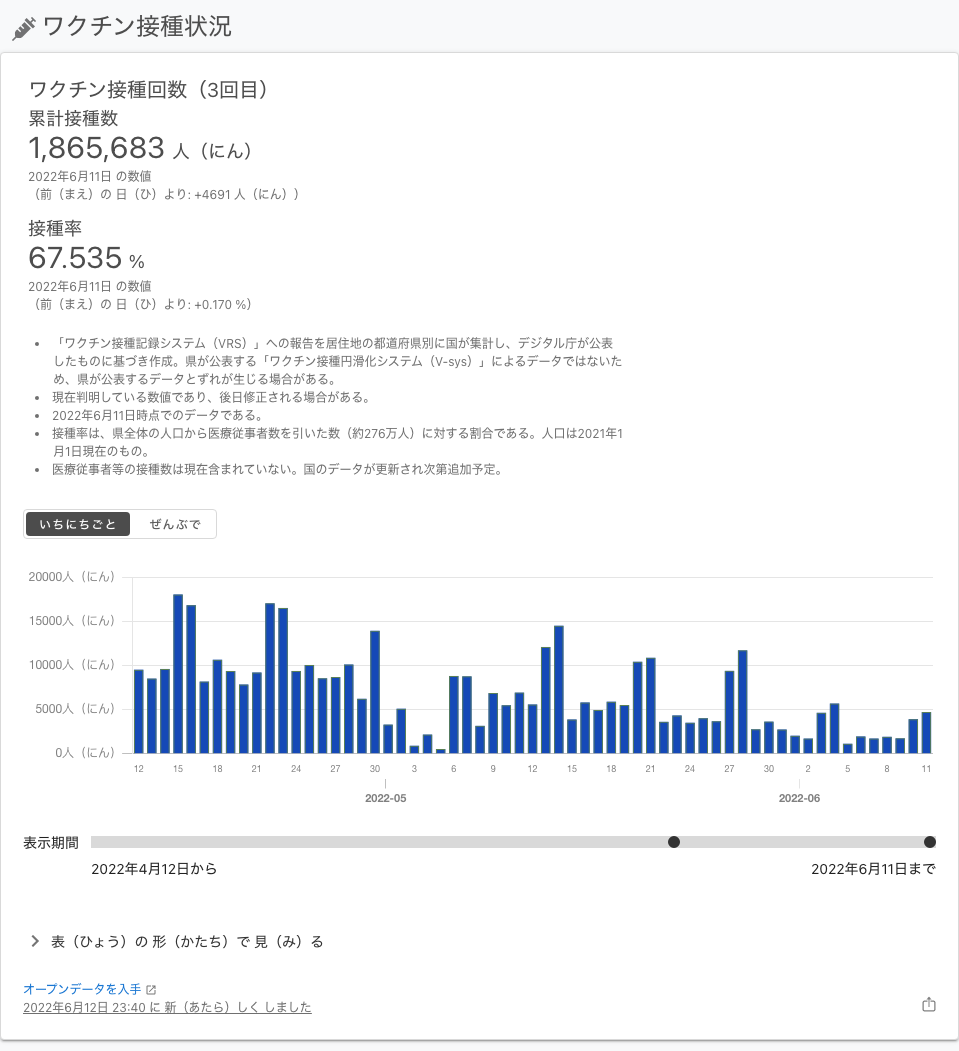 ワクチン接種状況
ワクチン接種回数（3回目）
累計接種数
1,865,683 人（にん）
2022年6月11日 の数値
（前（まえ）の 日（ひ）より: +4691 人（にん））
接種率
67.535 %
2022年6月11日 の数値
（前（まえ）の 日（ひ）より: +0.170 %）
• 「ワクチン接種記録システム（VRS）」への報告を居住地の都道府県別に国が集計し、デジタル庁が公表
したものに基づき作成。県が公表する「ワクチン接種円滑化システム（V-sys）」によるデータではないた
め、県が公表するデータとずれが生じる場合がある。
• 現在判明している数値であり、後日修正される場合がある。
• 2022年6月11日時点でのデータである。
• 接種率は、県全体の人口から医療従事者数を引いた数（約276万人）に対する割合である。人口は2021年1
月1日現在のもの。
• 医療従事者等の接種数は現在含まれていない。国のデータが更新され次第追加予定。
いちにちごと ぜんぶで
20000人（にん）
15000人（にん）
10000人（にん）
5000人（にん）
0人（にん）
12 15 18 21 24 27 30 3 6 9 12 15 18 21 24 27 30 2 5 8 11
2022-05 2022-06
表示期間
2022年4月12日から 2022年6月11日まで
表（ひょう）の 形（かたち）で 見（み）る
オープンデータを入手
2022年6月12日 23:40 に 新（あたら）しく しました